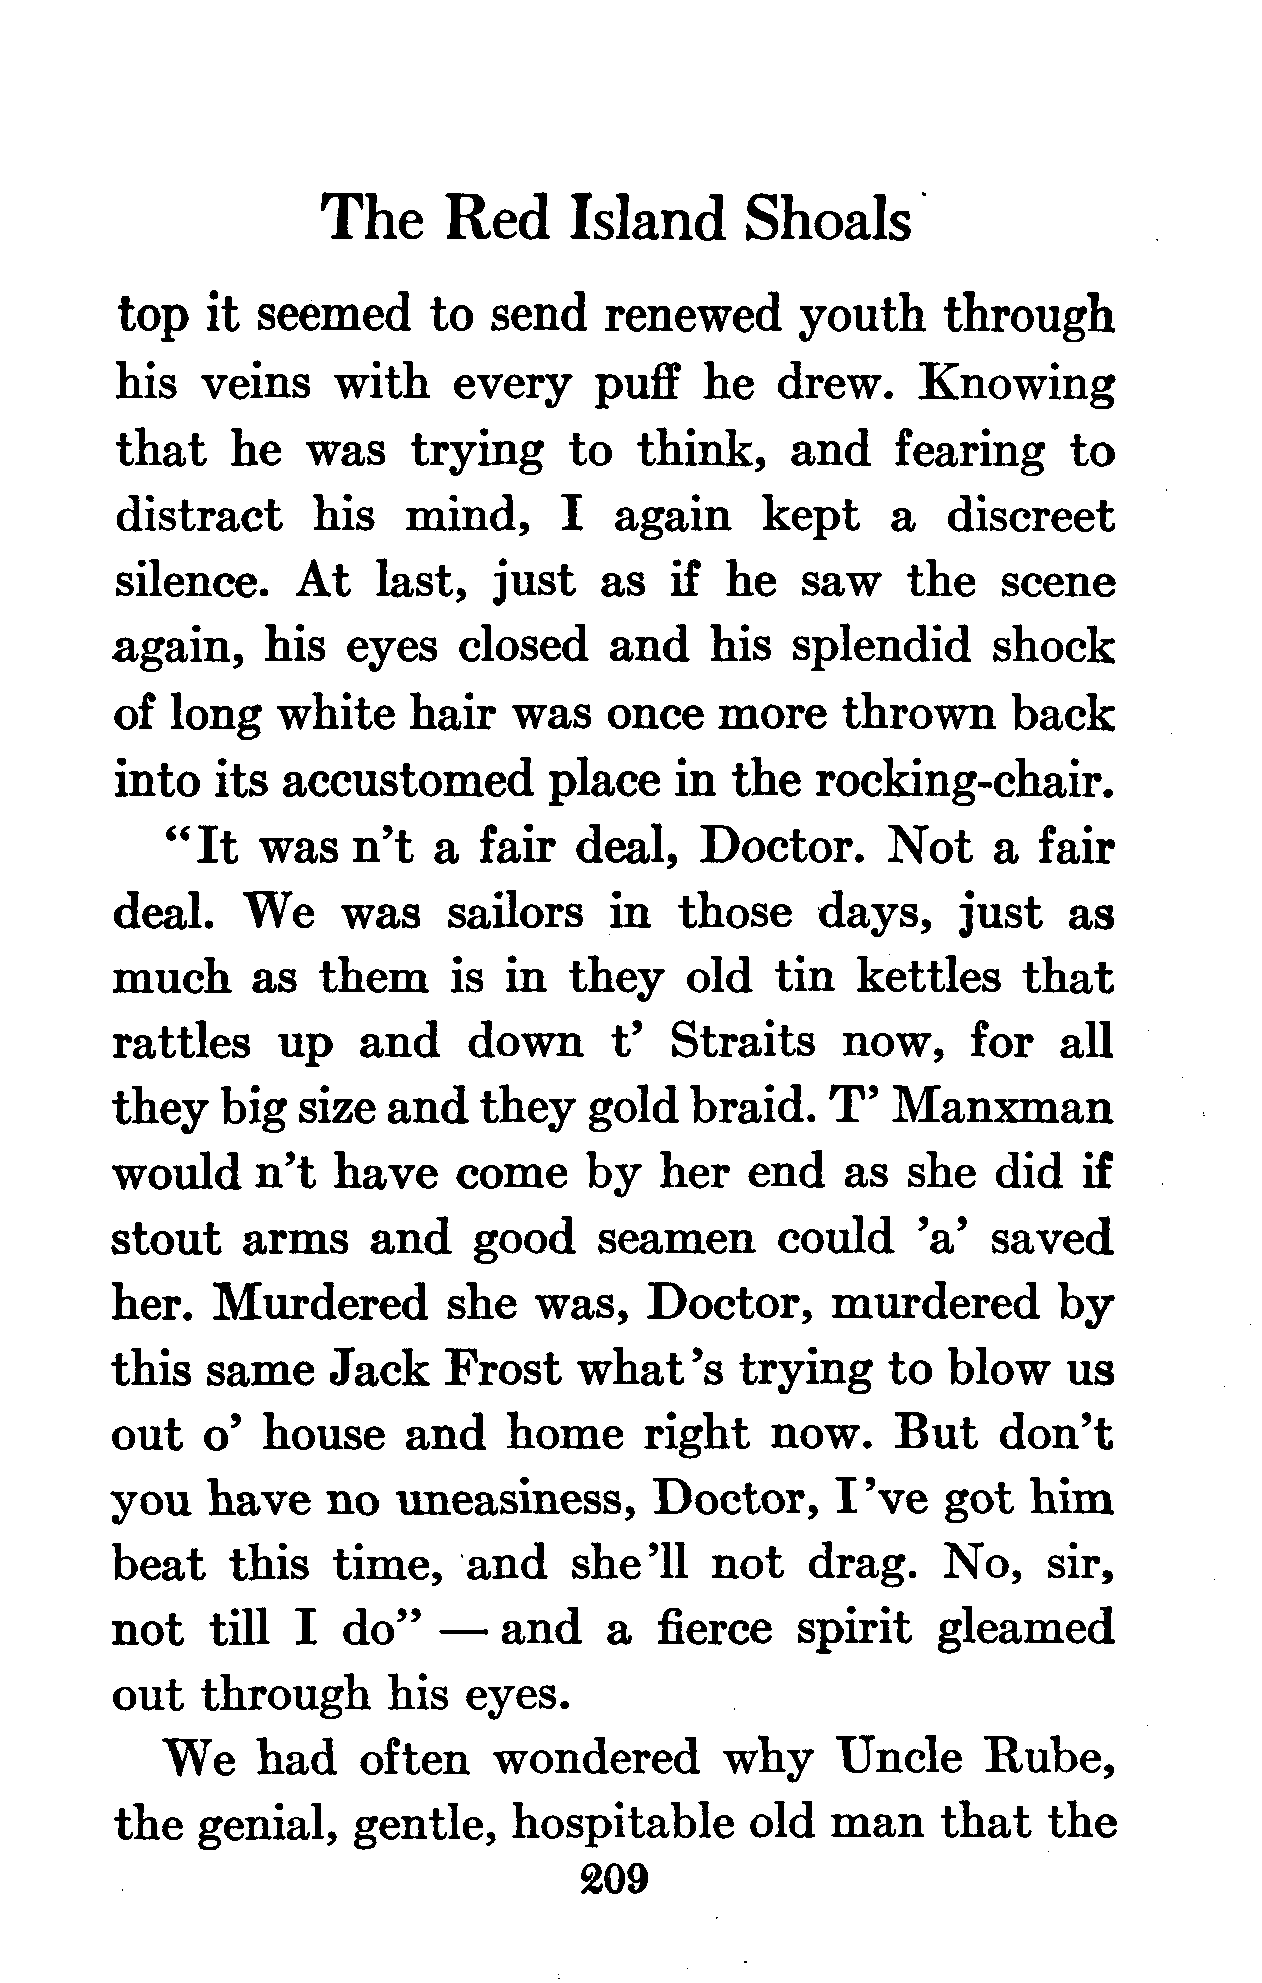 The Red Island Shoals
top it seemed to send renewed youth through
his veins with every puff he drew. Knowing
that he was trying to think, and fearing to
distract his mind, I again kept a discreet
silence. At last, just as if he saw the scene
again, his eyes closed and his splendid shock
of long white hair was once more thrown back
into its accustomed place in the rocking-chair.
“It was n’t a fair deal, Doctor. Not a fair
deal. We was sailors in those days, just as
much as them is in they old tin kettles that
rattles up and down t’ Straits now, for all
they big size and they gold braid. T’ Manxman
would n’t have come by her end as she did if
stout arms and good seamen could ’a’ saved
her. Murdered she was, Doctor, murdered by
this same Jack Frost what’s trying to blow us
out o’ house and home right now. But don’t
you have no uneasiness, Doctor, I’ve got him
beat this time, and she’ll not drag. No, sir,
not till I do” — and a fierce spirit gleamed
out through his eyes.
We had often wondered why Uncle Rube,
the genial, gentle, hospitable old man that the
209